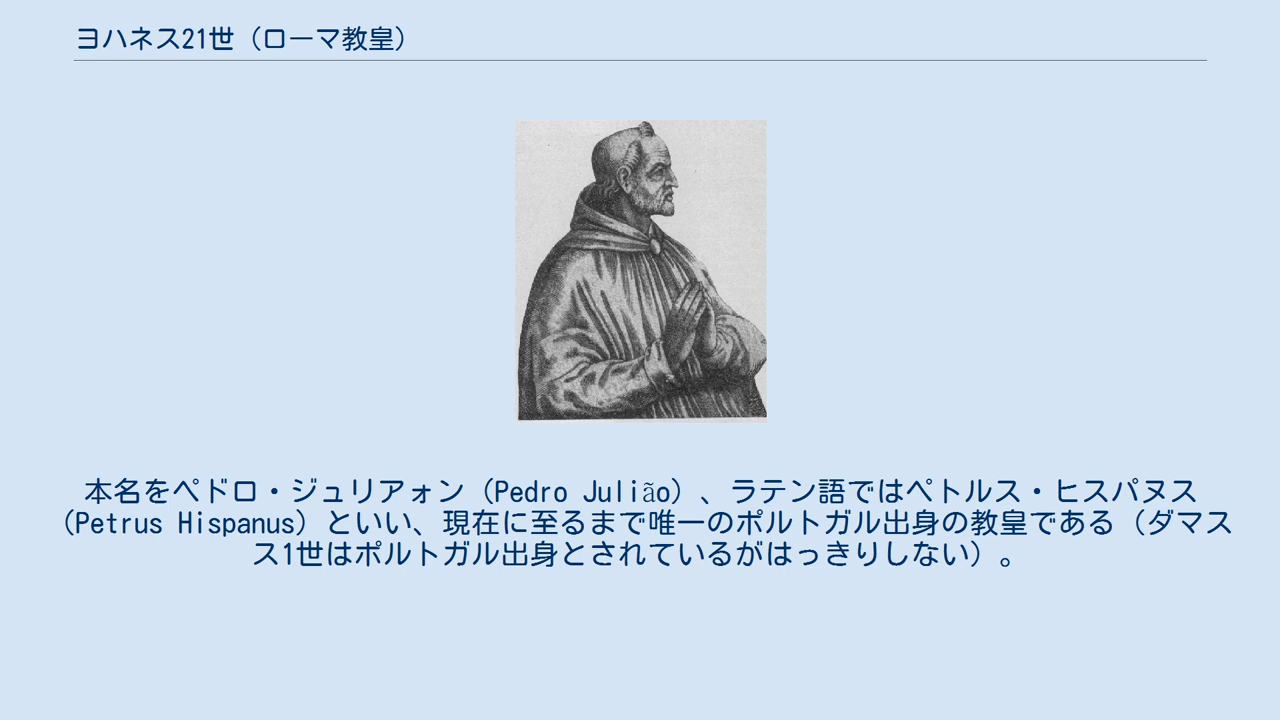 ヨハネス21世（ローマ教皇）
本名をペドロ・ジュリアォン（Pedro Julião）、ラテン語ではペトルス・ヒスパヌス
（Petrus Hispanus）といい、現在に至るまで唯一のポルトガル出身の教皇である（ダマス
ス1世はポルトガル出身とされているがはっきりしない）。